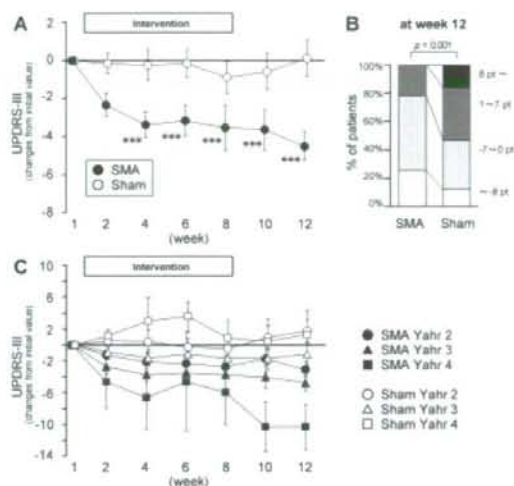 A
Intervention
2
0
-2
-4
-6
-8
UPDRS-III
(changes from initial value)
***
***
***
***
***
SMA
Sham
1
2
4
6
8
10
12
(week)
B
at week 12
p = 0.001
100%
80%
60%
40%
20%
0%
% of patients
SMA
Sham
1 ~ 7 pt
-7 ~ 0 pt
~ -8 pt
C
Intervention
10
6
2
-2
-6
-10
-14
UPDRS-III
(changes from initial value)
1
2
4
6
8
10
12
(week)
SMA Yahr 2
SMA Yahr 3
SMA Yahr 4
Sham Yahr 2
Sham Yahr 3
Sham Yahr 4